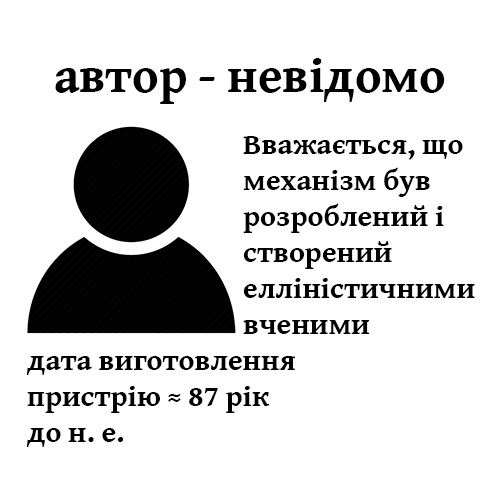 автор - невідомо
Вважається, що
механізм був
розроблений і
створений
елліністичними
вченими
дата виготовлення
пристрію ≈ 87 рік
до н. е.